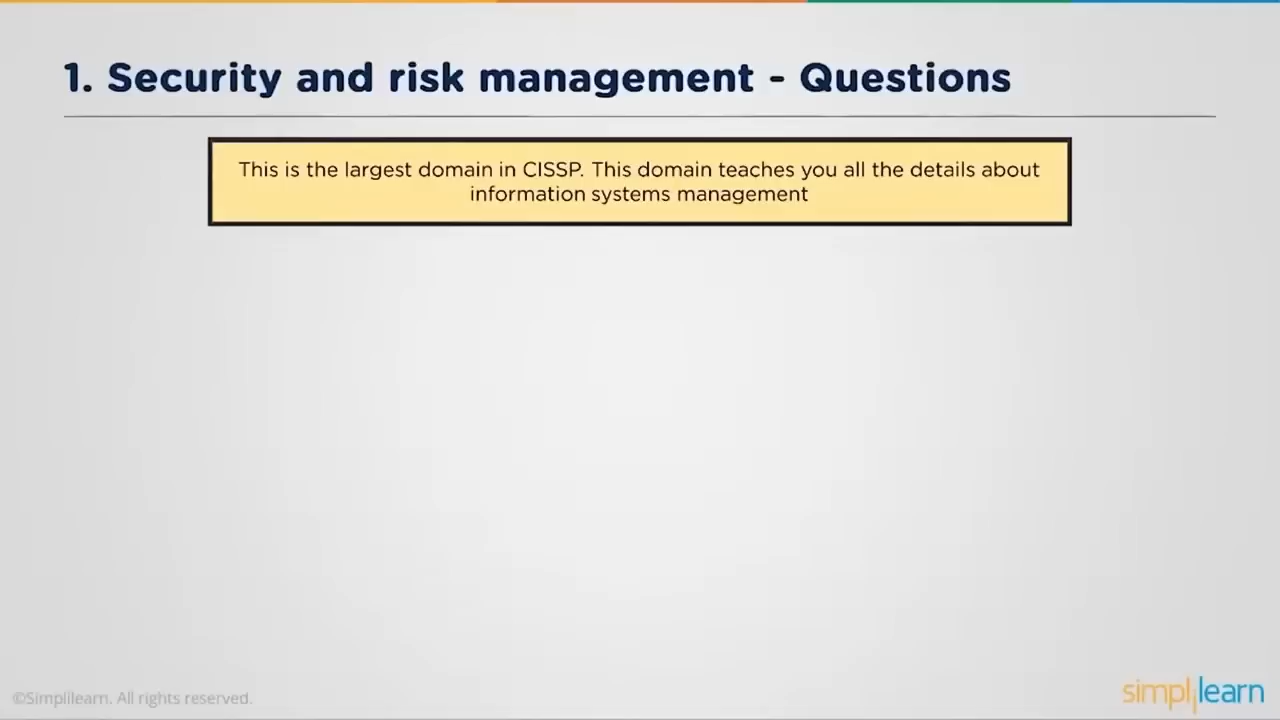 1. Security and risk management - Questions
This is the largest domain in CISSP. This domain teaches you all the details about
information systems management
©Simplilearn. All rights reserved.
simplilearn